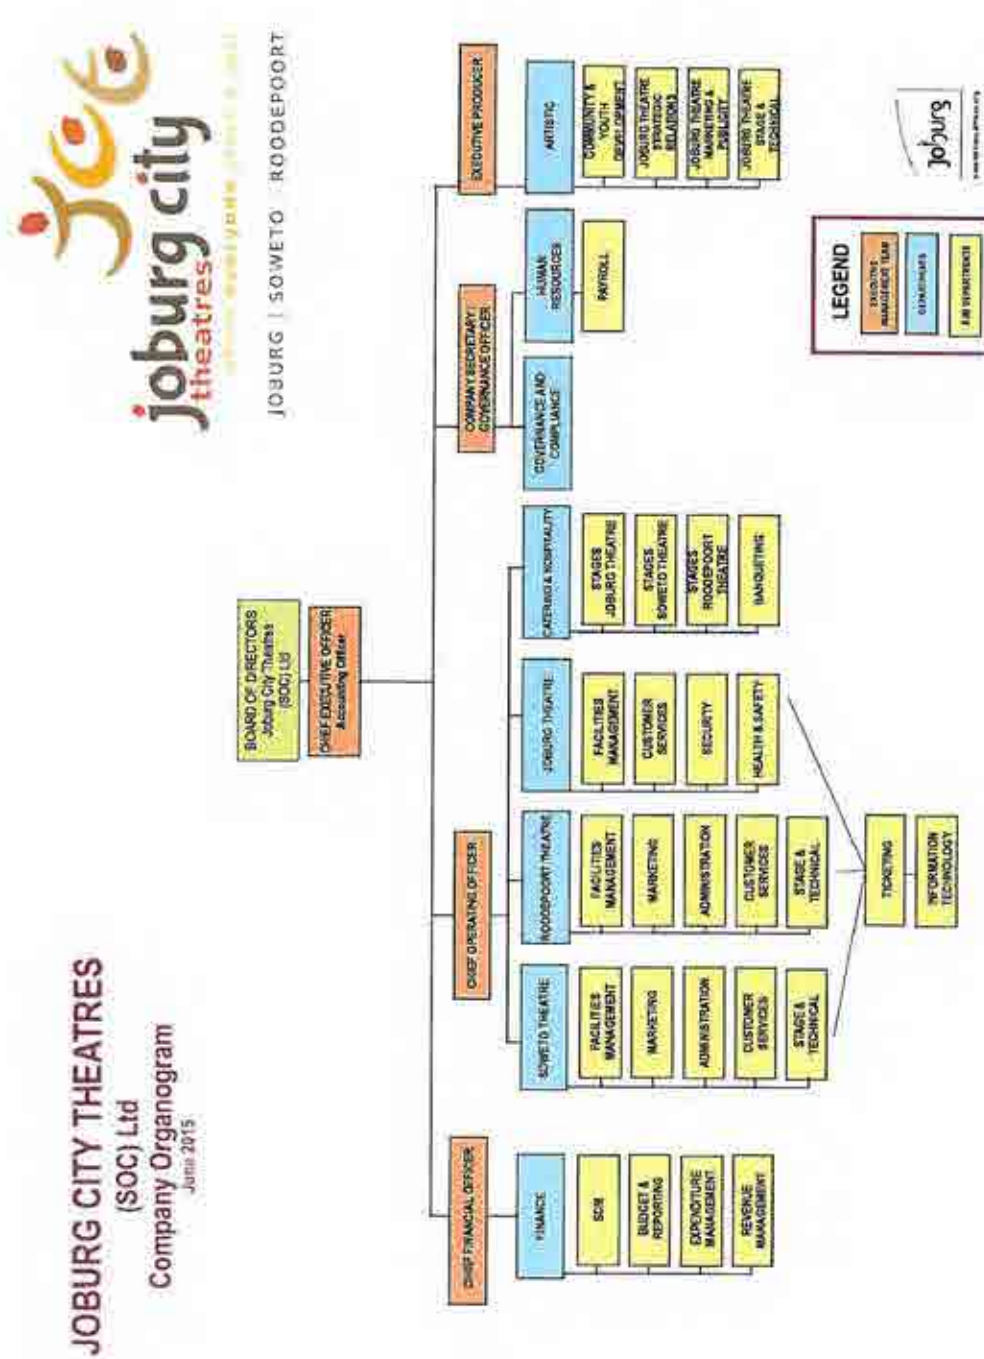 JOBURG CITY THEATRES
(SOC) Ltd
Company Organogram
June 2015
joburg city
theatres
JOBURG | SOWETO | ROODEPOORT
BOARD OF DIRECTORS
Joburg City Theatres
(SOC) Ltd
CHIEF EXECUTIVE OFFICER
Accounting Officer
CHIEF FINANCIAL OFFICER
CHIEF OPERATING OFFICER
COMPANY SECRETARY /
GOVERNANCE OFFICER
EXECUTIVE PRODUCER
FINANCE
SCM
BUDGET &
REPORTING
EXPENDITURE
MANAGEMENT
REVENUE
MANAGEMENT
SOWETO THEATRE
FACILITIES
MANAGEMENT
MARKETING
ADMINISTRATION
CUSTOMER
SERVICES
STAGE &
TECHNICAL
ROODEPOORT THEATRE
FACILITIES
MANAGEMENT
MARKETING
ADMINISTRATION
CUSTOMER
SERVICES
STAGE &
TECHNICAL
JOBURG THEATRE
FACILITIES
MANAGEMENT
CUSTOMER
SERVICES
SECURITY
HEALTH & SAFETY
CATERING & HOSPITALITY
STAGES
JOBURG THEATRE
STAGES
SOWETO THEATRE
STAGES
ROODEPOORT
THEATRE
BANQUETING
TICKETING
INFORMATION
TECHNOLOGY
GOVERNANCE AND
COMPLIANCE
HUMAN
RESOURCES
PAYROLL
ARTISTIC
COMMUNITY &
YOUTH
DEVELOPMENT
JOBURG THEATRE
STRATEGIC
RELATIONS
JOBURG THEATRE
MARKETING &
PUBLICITY
JOBURG THEATRE
STAGE &
TECHNICAL
LEGEND
EXECUTIVE
MANAGEMENT TEAM
DEPARTMENTS
SUB DEPARTMENTS
Joburg